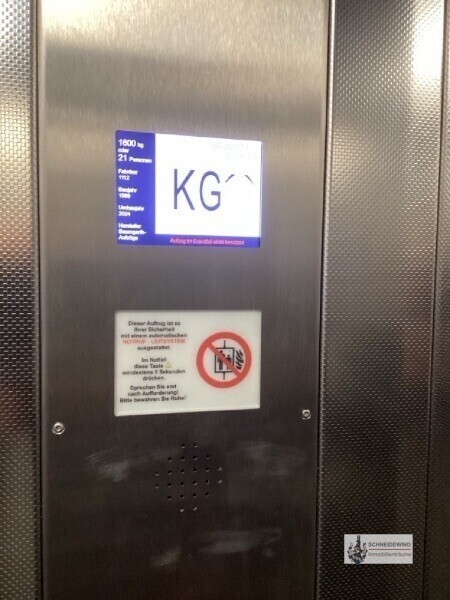 1600 kg
oder
21 Personen
Fabriknr
1112
Baujahr
Umbaujahr
2024
Hersteller
Baumgarth-
Aufzüge
KG
Aufzug im Brandfall nicht benutzen
Dieser Aufzug ist zu
Ihrer Sicherheit
mit einem automatischen
NOTRUF - LEITSYSTEM
ausgestattet.
Im Notfall
diese Taste
mindestens 5 Sekunden
drücken.
Sprechen Sie erst
nach Aufforderung!
Bitte bewahren Sie Ruhe!
SCHNEIDEWIND
Immobilienträume